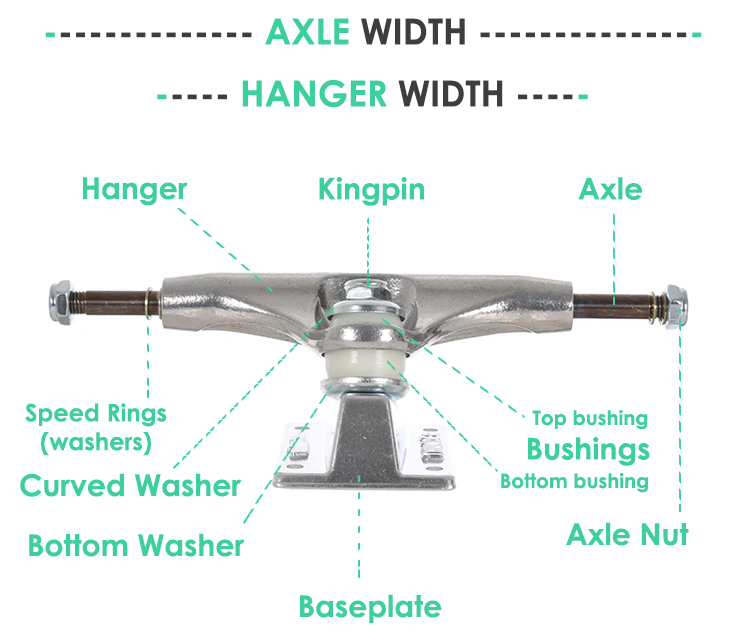 AXLE WIDTH
HANGER WIDTH
Hanger
Kingpin
Axle
Speed Rings
(washers)
Top bushing
Bushings
Bottom bushing
Curved Washer
Bottom Washer
Axle Nut
Baseplate